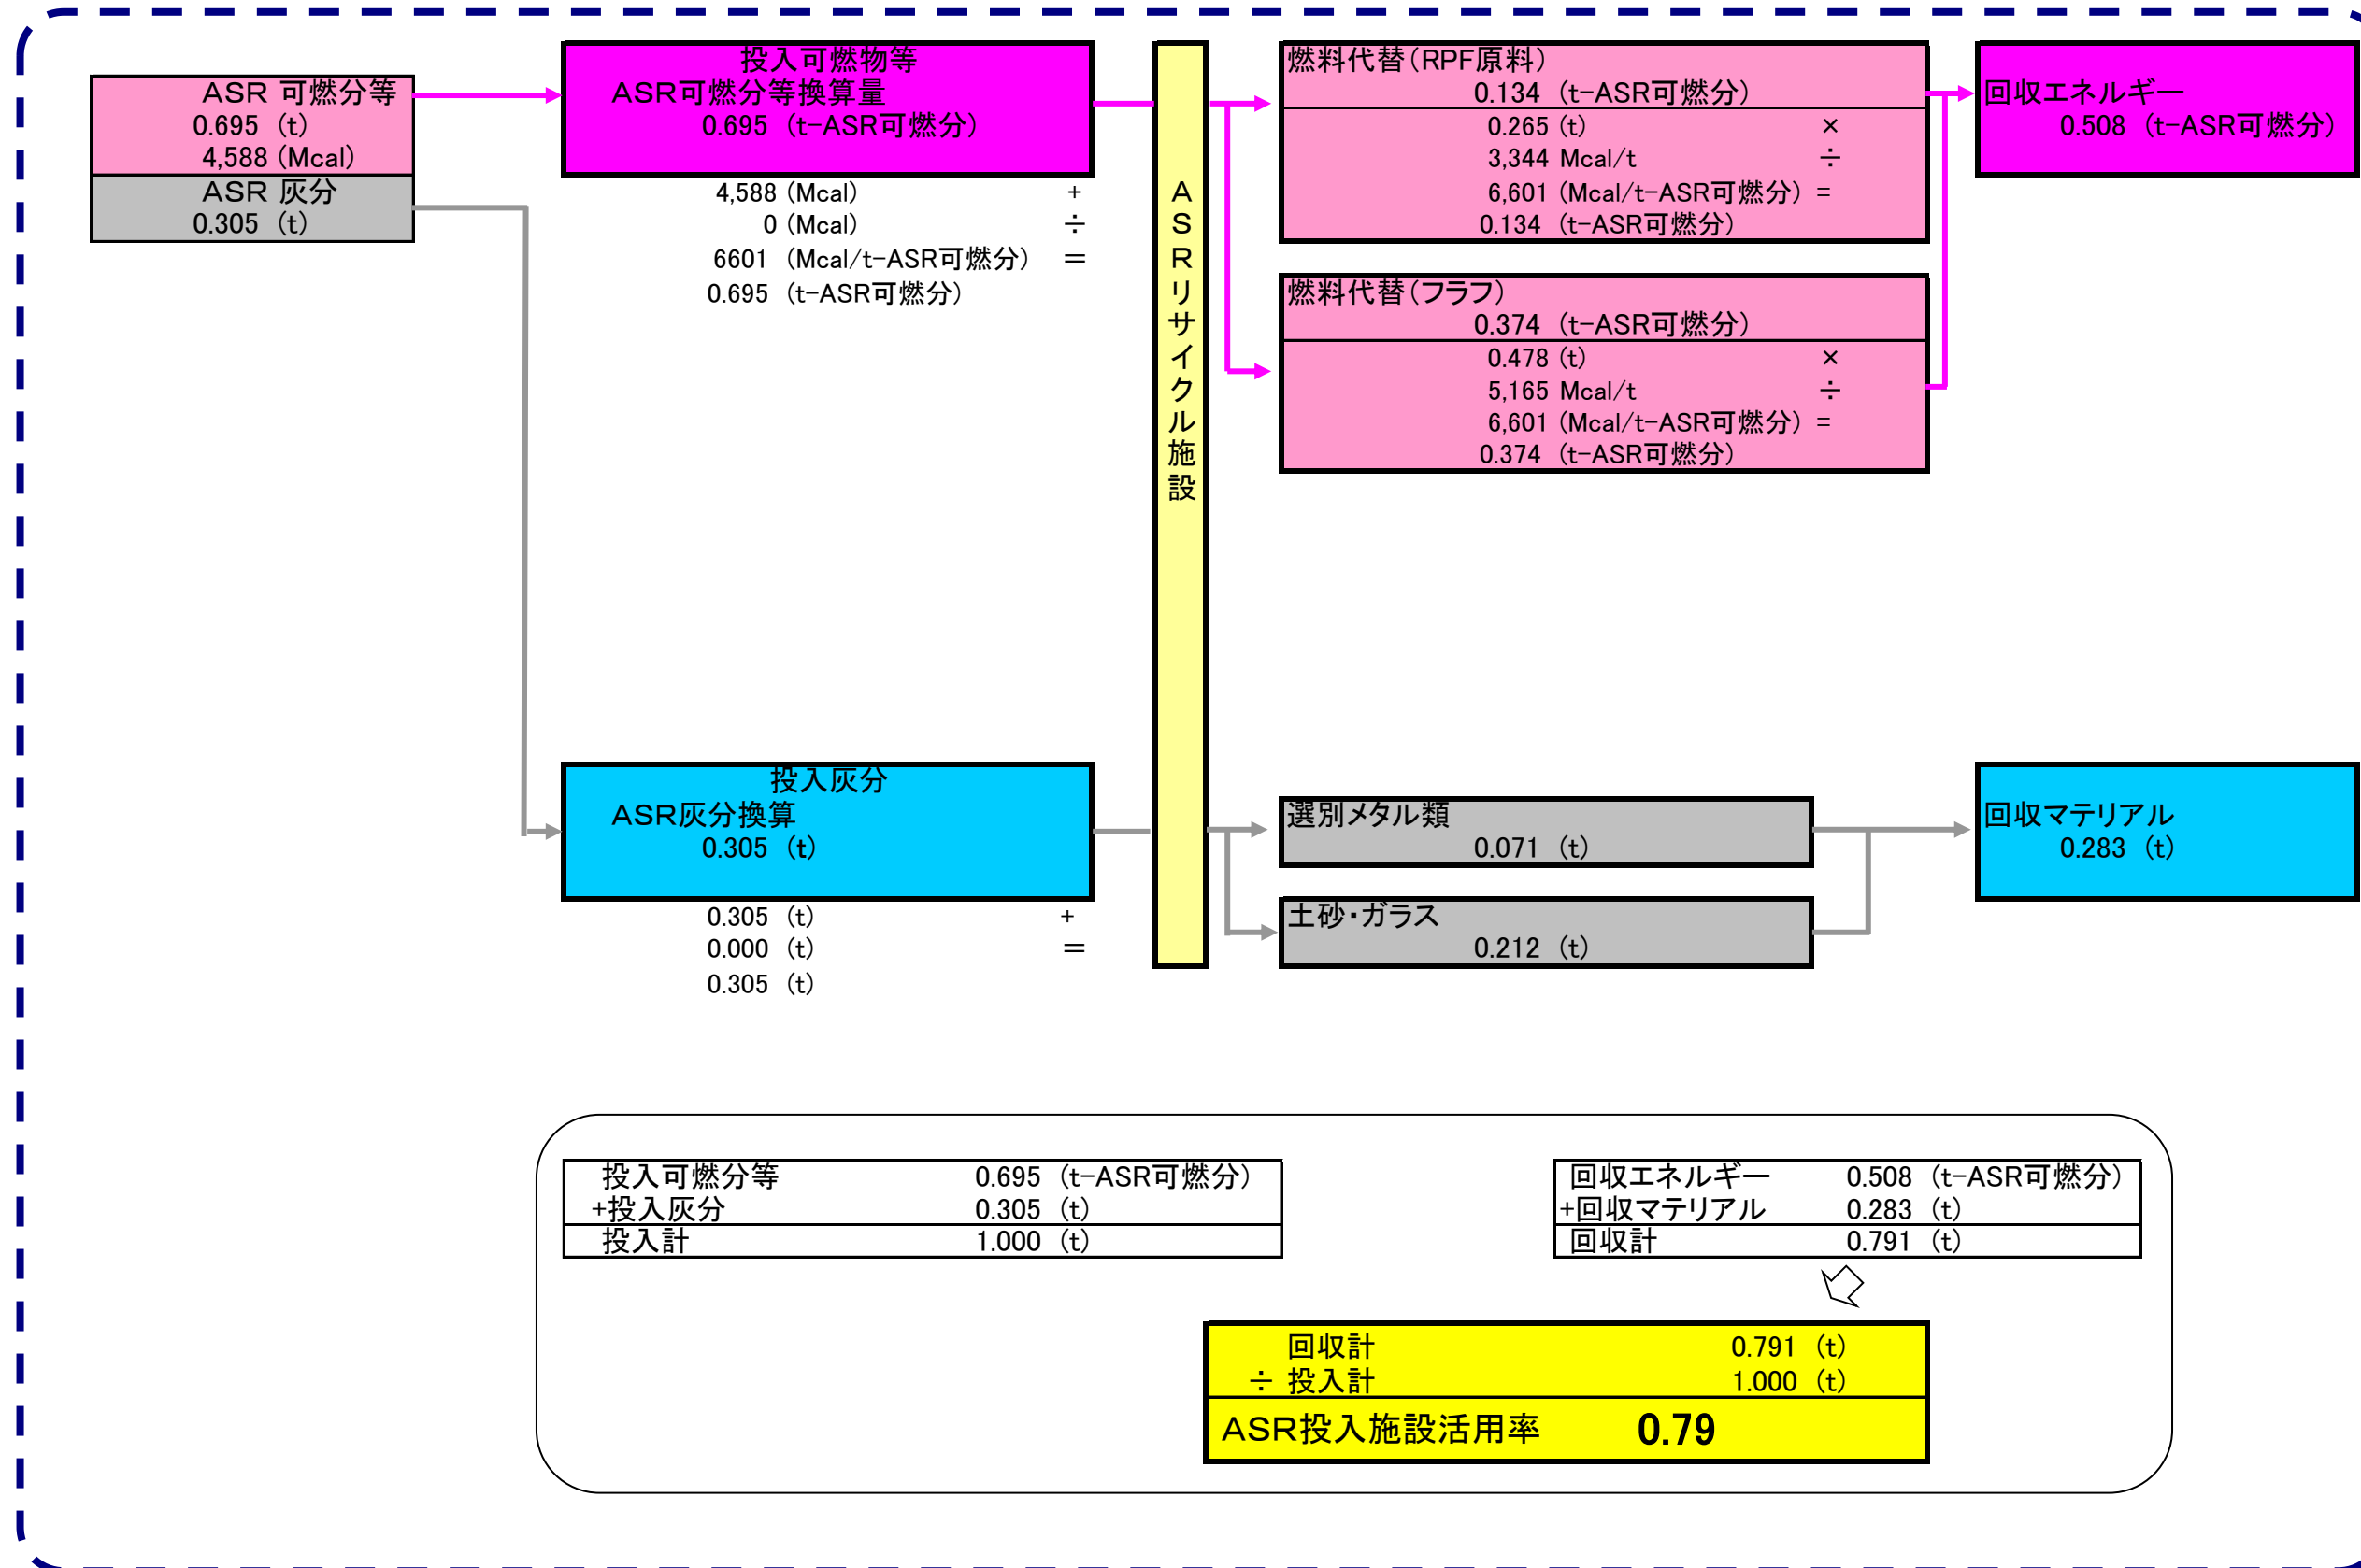 ASR 可燃分等
0.695 (t)
4,588 (Mcal)
ASR 灰分
0.305 (t)
投入可燃物等
ASR可燃分等換算量
0.695 (t-ASR可燃分)
4,588 (Mcal) +
0 (Mcal) ÷
6601 (Mcal/t-ASR可燃分) =
0.695 (t-ASR可燃分)
ASRリサイクル施設
燃料代替(RPF原料)
0.134 (t-ASR可燃分)
0.265 (t) ×
3,344 Mcal/t ÷
6,601 (Mcal/t-ASR可燃分) =
0.134 (t-ASR可燃分)
燃料代替(フラフ)
0.374 (t-ASR可燃分)
0.478 (t) ×
5,165 Mcal/t ÷
6,601 (Mcal/t-ASR可燃分) =
0.374 (t-ASR可燃分)
回収エネルギー
0.508 (t-ASR可燃分)
投入灰分
ASR灰分換算
0.305 (t)
0.305 (t) +
0.000 (t) =
0.305 (t)
選別メタル類
0.071 (t)
土砂・ガラス
0.212 (t)
回収マテリアル
0.283 (t)
投入可燃分等 0.695 (t-ASR可燃分)
+投入灰分 0.305 (t)
投入計 1.000 (t)
回収エネルギー 0.508 (t-ASR可燃分)
+回収マテリアル 0.283 (t)
回収計 0.791 (t)
回収計 0.791 (t)
÷ 投入計 1.000 (t)
ASR投入施設活用率 0.79